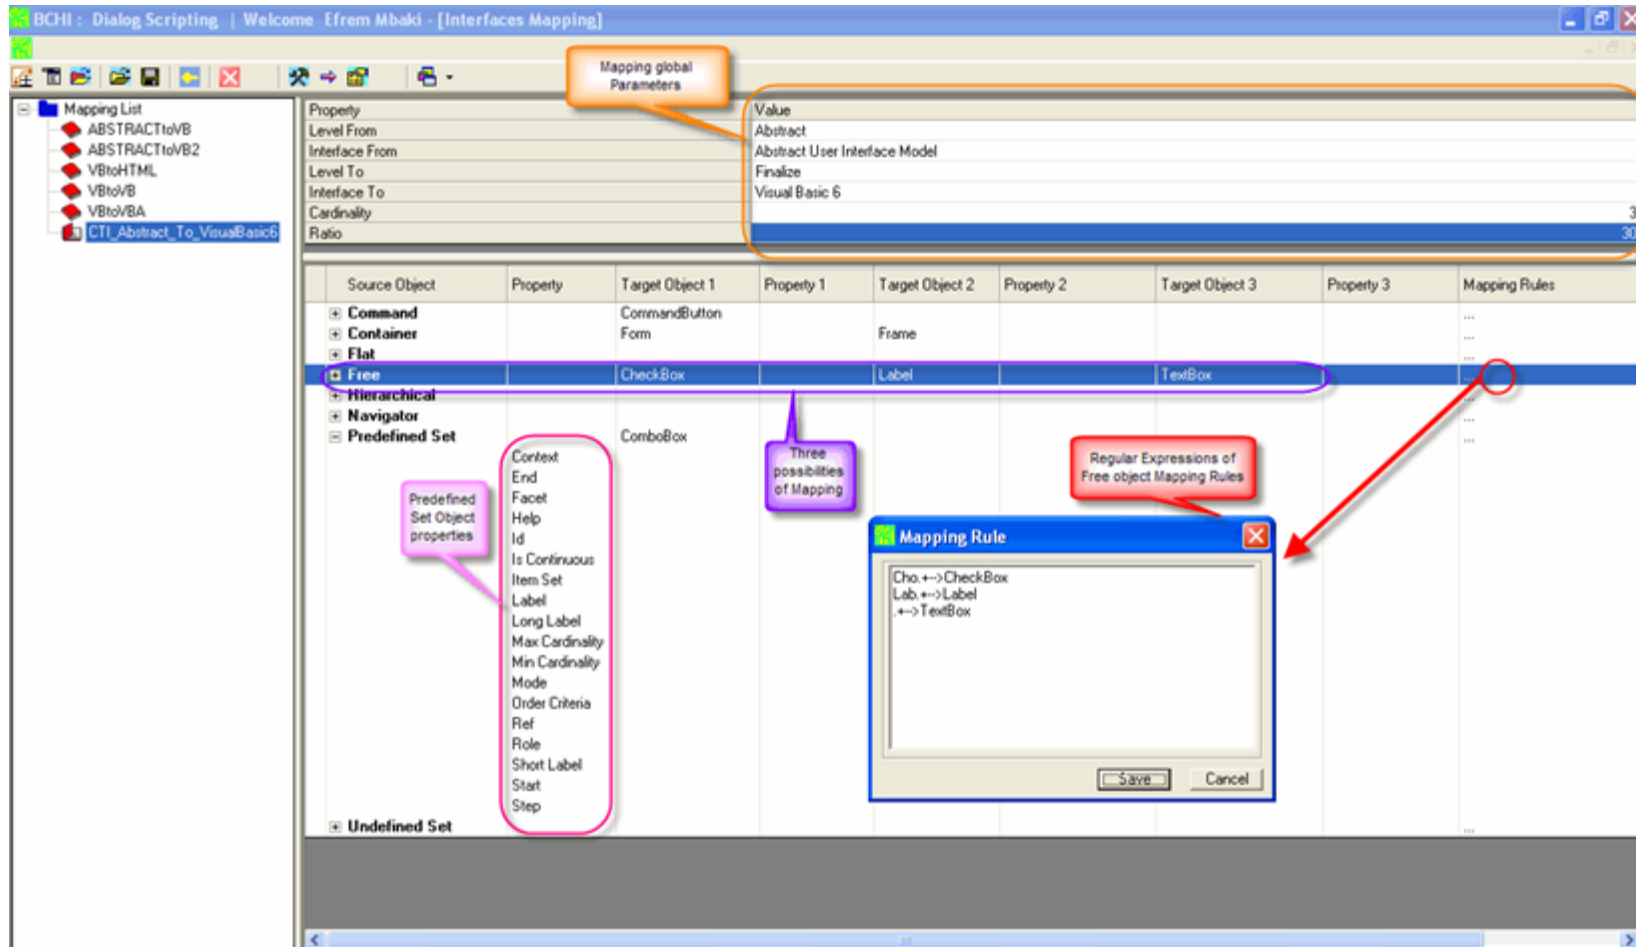 BCHI : Dialog Scripting | Welcome Efrem Mbaki - [Interfaces Mapping]
Mapping global
Parameters
Mapping List
ABSTRACTtoVB
ABSTRACTtoVB2
VBtoHTML
VBtoVB
VBtoVBA
CTI_Abstract_To_VisualBasic6
Property Value
Level From Abstract
Interface From Abstract User Interface Model
Level To Finalize
Interface To Visual Basic 6
Cardinality 3
Ratio 30
Source Object Property Target Object 1 Property 1 Target Object 2 Property 2 Target Object 3 Property 3 Mapping Rules
Command CommandButton ...
Container Form Frame ...
Flat ...
Free CheckBox Label TextBox ...
Hierarchical ...
Navigator ...
Predefined Set ComboBox ...
Context
End
Facet
Help
Id
Is Continuous
Item Set
Label
Long Label
Max Cardinality
Min Cardinality
Mode
Order Criteria
Ref
Role
Short Label
Start
Step
Predefined
Set Object
properties
Three
possibilities
of Mapping
Regular Expressions of
Free object Mapping Rules
Mapping Rule
Cho.+-->CheckBox
Lab.+-->Label
.+-->TextBox
Save Cancel
Undefined Set ...